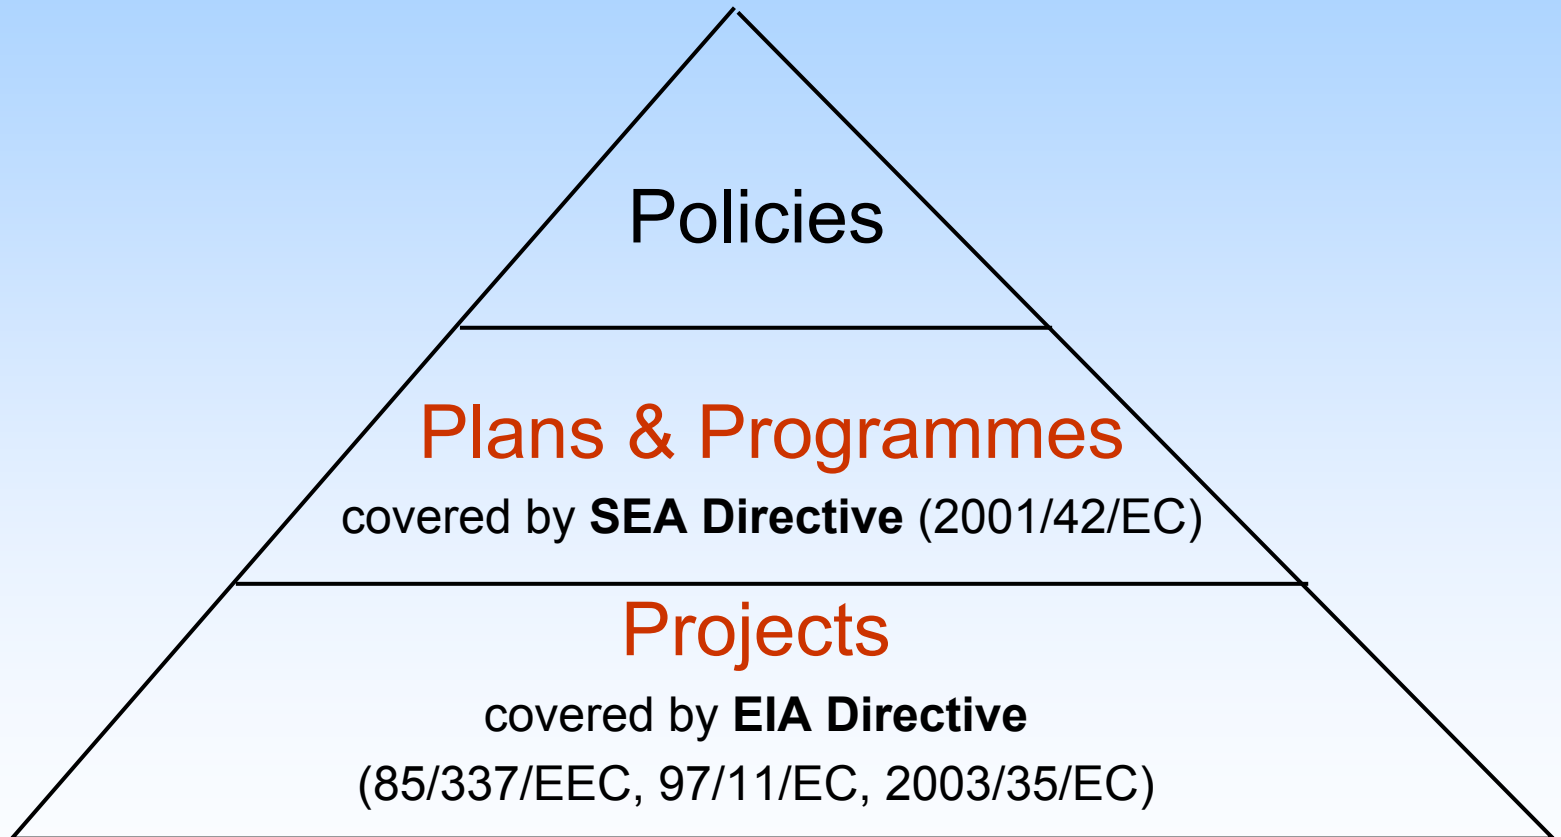 Policies
Plans & Programmes
covered by SEA Directive (2001/42/EC)
Projects
covered by EIA Directive
(85/337/EEC, 97/11/EC, 2003/35/EC)